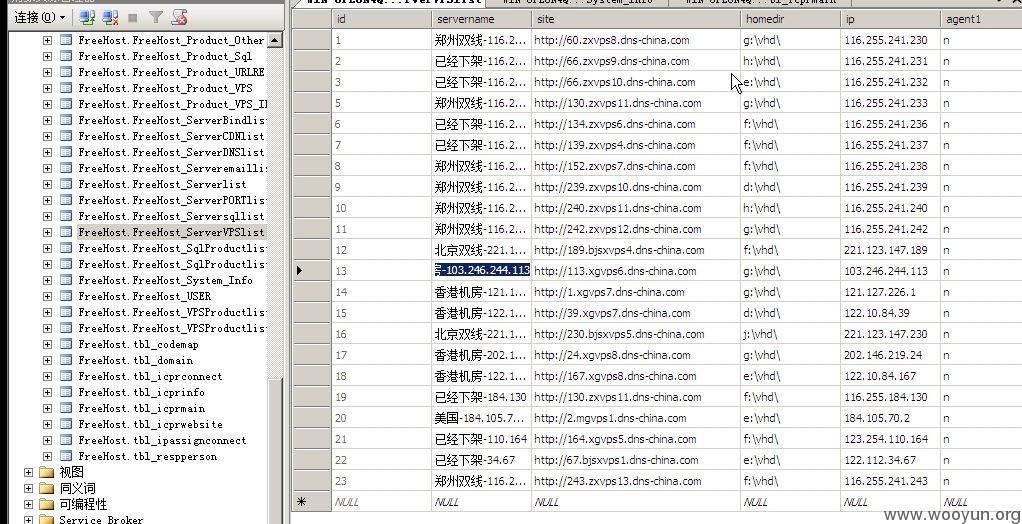 连接(O)
FreeHost.FreeHost_Product_Other
FreeHost.FreeHost_Product_Sql
FreeHost.FreeHost_Product_URLRE
FreeHost.FreeHost_Product_VPS
FreeHost.FreeHost_Product_VPS_I
FreeHost.FreeHost_ServerBindlis
FreeHost.FreeHost_ServerCDNlist
FreeHost.FreeHost_ServerDNSlist
FreeHost.FreeHost_Serveremaillis
FreeHost.FreeHost_Serverlist
FreeHost.FreeHost_ServerPORTlis
FreeHost.FreeHost_Serversqllist
FreeHost.FreeHost_ServerVPSlist
FreeHost.FreeHost_SqlProductlis
FreeHost.FreeHost_SqlProductlis
FreeHost.FreeHost_System_Info
FreeHost.FreeHost_USER
FreeHost.FreeHost_VPSProductlis
FreeHost.FreeHost_VPSProductlis
FreeHost.tbl_codemap
FreeHost.tbl_domain
FreeHost.tbl_icprconnect
FreeHost.tbl_icprinfo
FreeHost.tbl_icprmain
FreeHost.tbl_icprwebsite
FreeHost.tbl_ipassignconnect
FreeHost.tbl_respperson
视图
同义词
可编程性
Service Broker
id servername site homedir ip agent1
1 郑州双线-116.2... http://60.zxvps8.dns-china.com g:\vhd\ 116.255.241.230 n
2 已经下架-116.2... http://66.zxvps9.dns-china.com h:\vhd\ 116.255.241.231 n
3 已经下架-116.2... http://66.zxvps10.dns-china.com e:\vhd\ 116.255.241.232 n
5 郑州双线-116.2... http://130.zxvps11.dns-china.com g:\vhd\ 116.255.241.233 n
6 已经下架-116.2... http://134.zxvps6.dns-china.com f:\vhd\ 116.255.241.236 n
7 已经下架-116.2... http://139.zxvps4.dns-china.com f:\vhd\ 116.255.241.237 n
8 郑州双线-116.2... http://152.zxvps7.dns-china.com f:\vhd\ 116.255.241.238 n
9 郑州双线-116.2... http://239.zxvps10.dns-china.com d:\vhd\ 116.255.241.239 n
10 郑州双线-116.2... http://240.zxvps11.dns-china.com h:\vhd\ 116.255.241.240 n
11 郑州双线-116.2... http://242.zxvps12.dns-china.com g:\vhd\ 116.255.241.242 n
12 北京双线-221.1... http://189.bjsxvps4.dns-china.com f:\vhd\ 221.123.147.189 n
13 房-103.246.244.113 http://113.xgvps6.dns-china.com g:\vhd\ 103.246.244.113 n
14 香港机房-121.1... http://1.xgvps7.dns-china.com g:\vhd\ 121.127.226.1 n
15 香港机房-122.1... http://39.xgvps7.dns-china.com d:\vhd\ 122.10.84.39 n
16 北京双线-221.1... http://230.bjsxvps5.dns-china.com j:\vhd\ 221.123.147.230 n
17 香港机房-202.1... http://24.xgvps8.dns-china.com g:\vhd\ 202.146.219.24 n
18 香港机房-122.1... http://167.xgvps8.dns-china.com e:\vhd\ 122.10.84.167 n
19 已经下架-184.130 http://130.zxvps11.dns-china.com f:\vhd\ 116.255.184.130 n
20 美国-184.105.7... http://2.mgvps1.dns-china.com e:\vhd\ 184.105.70.2 n
21 已经下架-110.164 http://164.xgvps5.dns-china.com f:\vhd\ 123.254.110.164 n
22 已经下架-34.67 http://67.bjsxvps1.dns-china.com e:\vhd\ 122.112.34.67 n
23 郑州双线-116.2... http://243.zxvps13.dns-china.com e:\vhd\ 116.255.241.243 n
NULL NULL NULL NULL NULL NULL
www.wooyun.org